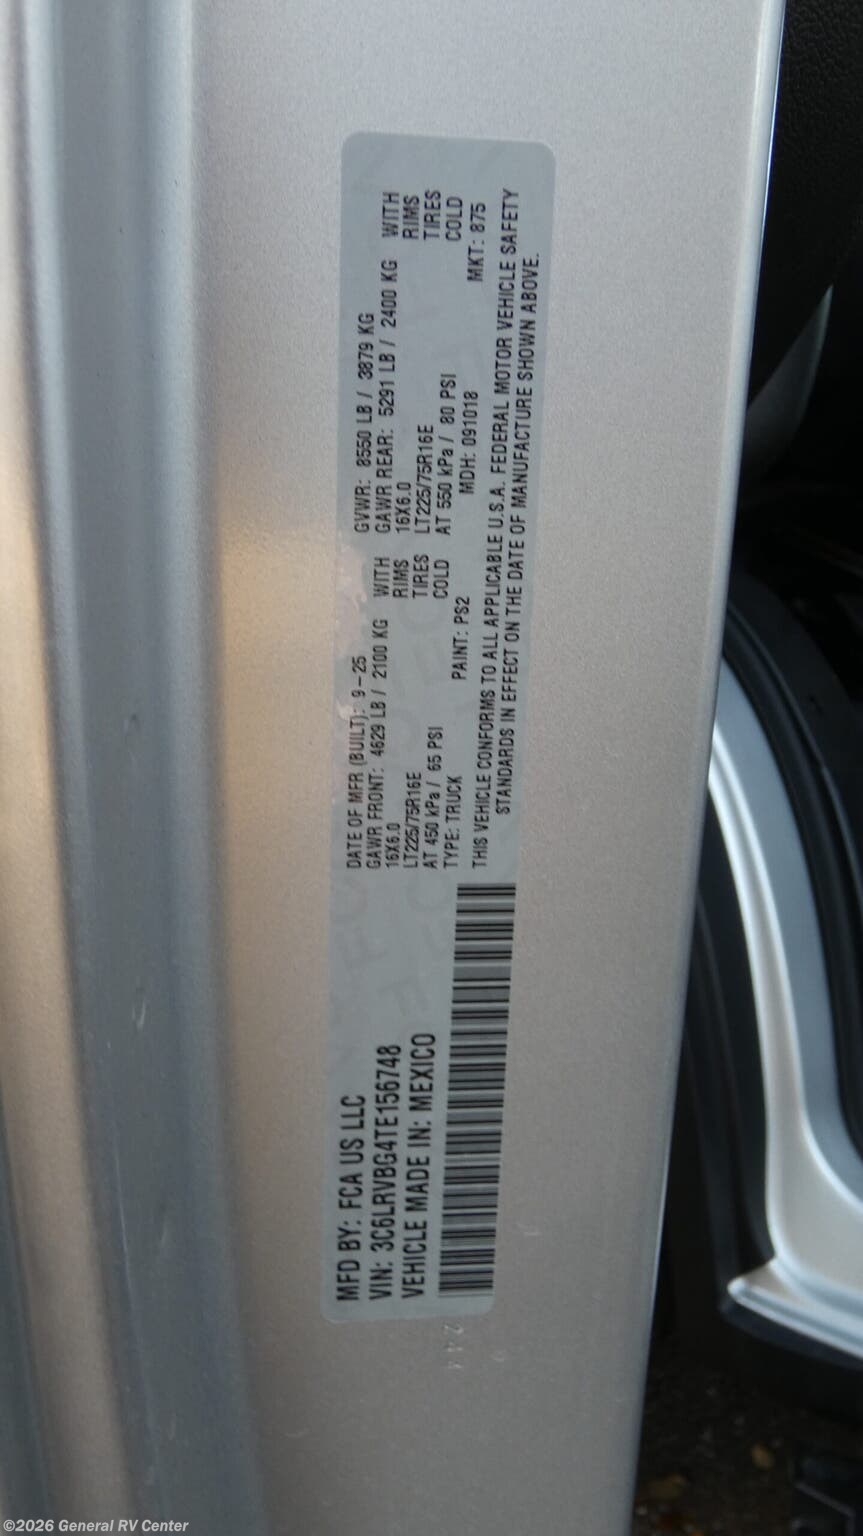 MFD BY: FCA US LLC
VIN: 3C6LRVBG4TE156748
VEHICLE MADE IN: MEXICO
DATE OF MFR (BUILT): 9-25 GVWR: 8550 LB / 3879 KG
GAWR FRONT: 4629 LB / 2100 KG WITH GAWR REAR: 5291 LB / 2400 KG WITH
16X6.0 RIMS 16X6.0 RIMS
LT225/75R16E TIRES LT225/75R16E TIRES
AT 450 kPa / 65 PSI COLD AT 550 kPa / 80 PSI COLD
TYPE: TRUCK PAINT: PS2 MDH: 091018 MKT: 875
THIS VEHICLE CONFORMS TO ALL APPLICABLE U.S.A. FEDERAL MOTOR VEHICLE SAFETY
STANDARDS IN EFFECT ON THE DATE OF MANUFACTURE SHOWN ABOVE.
©2026 General RV Center